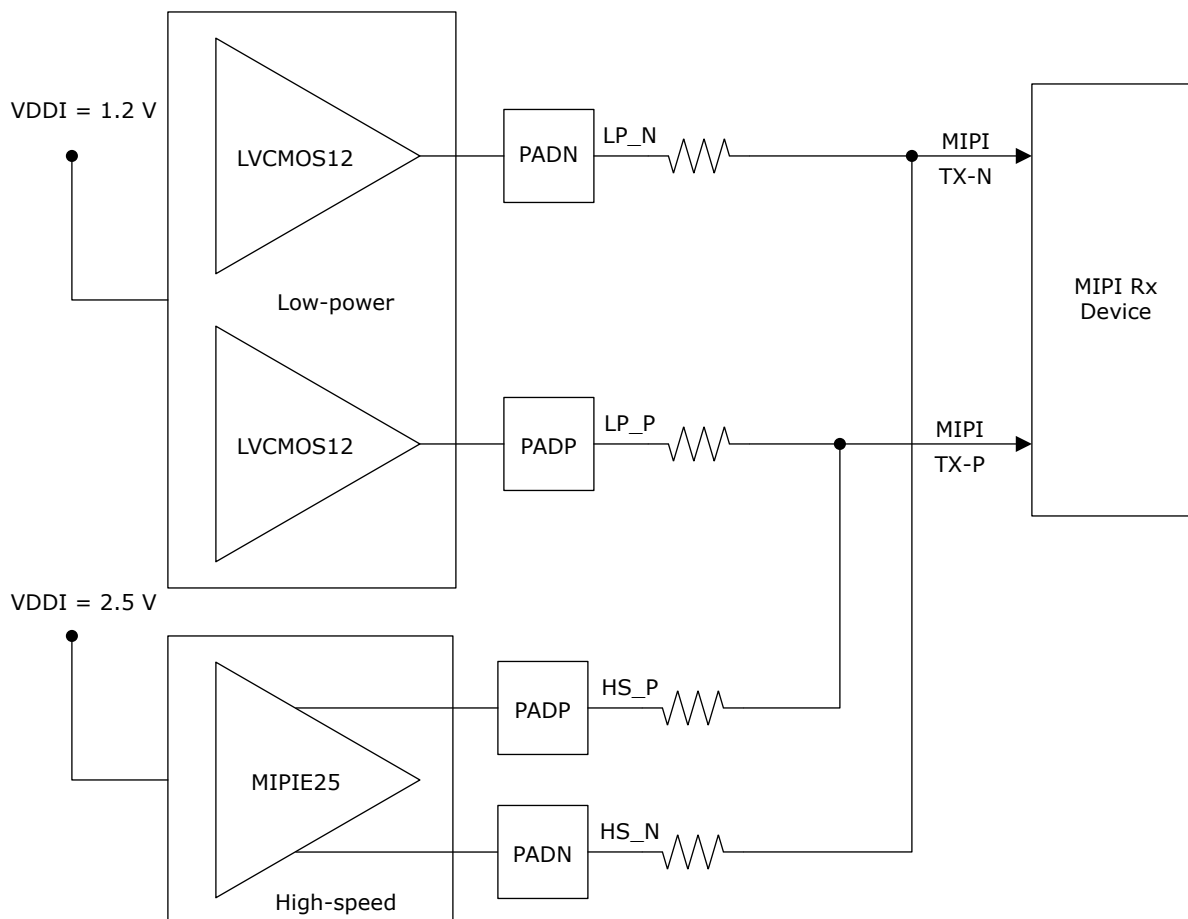 VDDI = 1.2 V
LVCMOS12
PADN
LP_N
MIPI
TX-N
Low-power
MIPI Rx
Device
LVCMOS12
PADP
LP_P
MIPI
TX-P
VDDI = 2.5 V
MIPIE25
PADP
HS_P
PADN
HS_N
High-speed